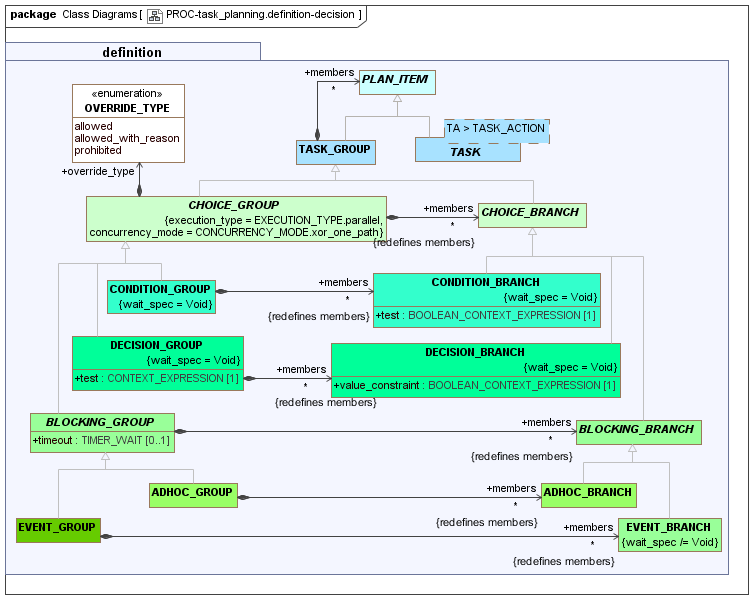 package Class Diagrams [ PROC-task_planning.definition-decision ]
definition
+members
*
PLAN_ITEM
«enumeration»
OVERRIDE_TYPE
allowed
allowed_with_reason
prohibited
TA > TASK_ACTION
TASK_GROUP
TASK
+override_type
CHOICE_GROUP
{execution_type = EXECUTION_TYPE.parallel,
concurrency_mode = CONCURRENCY_MODE.xor_one_path}
+members
*
{redefines members}
CHOICE_BRANCH
CONDITION_GROUP
{wait_spec = Void}
+members
*
{redefines members}
CONDITION_BRANCH
{wait_spec = Void}
+test : BOOLEAN_CONTEXT_EXPRESSION [1]
DECISION_GROUP
{wait_spec = Void}
+test : CONTEXT_EXPRESSION [1]
+members
*
{redefines members}
DECISION_BRANCH
{wait_spec = Void}
+value_constraint : BOOLEAN_CONTEXT_EXPRESSION [1]
BLOCKING_GROUP
+timeout : TIMER_WAIT [0..1]
+members
*
{redefines members}
BLOCKING_BRANCH
ADHOC_GROUP
+members
*
{redefines members}
ADHOC_BRANCH
EVENT_GROUP
+members
*
{redefines members}
EVENT_BRANCH
{wait_spec /= Void}